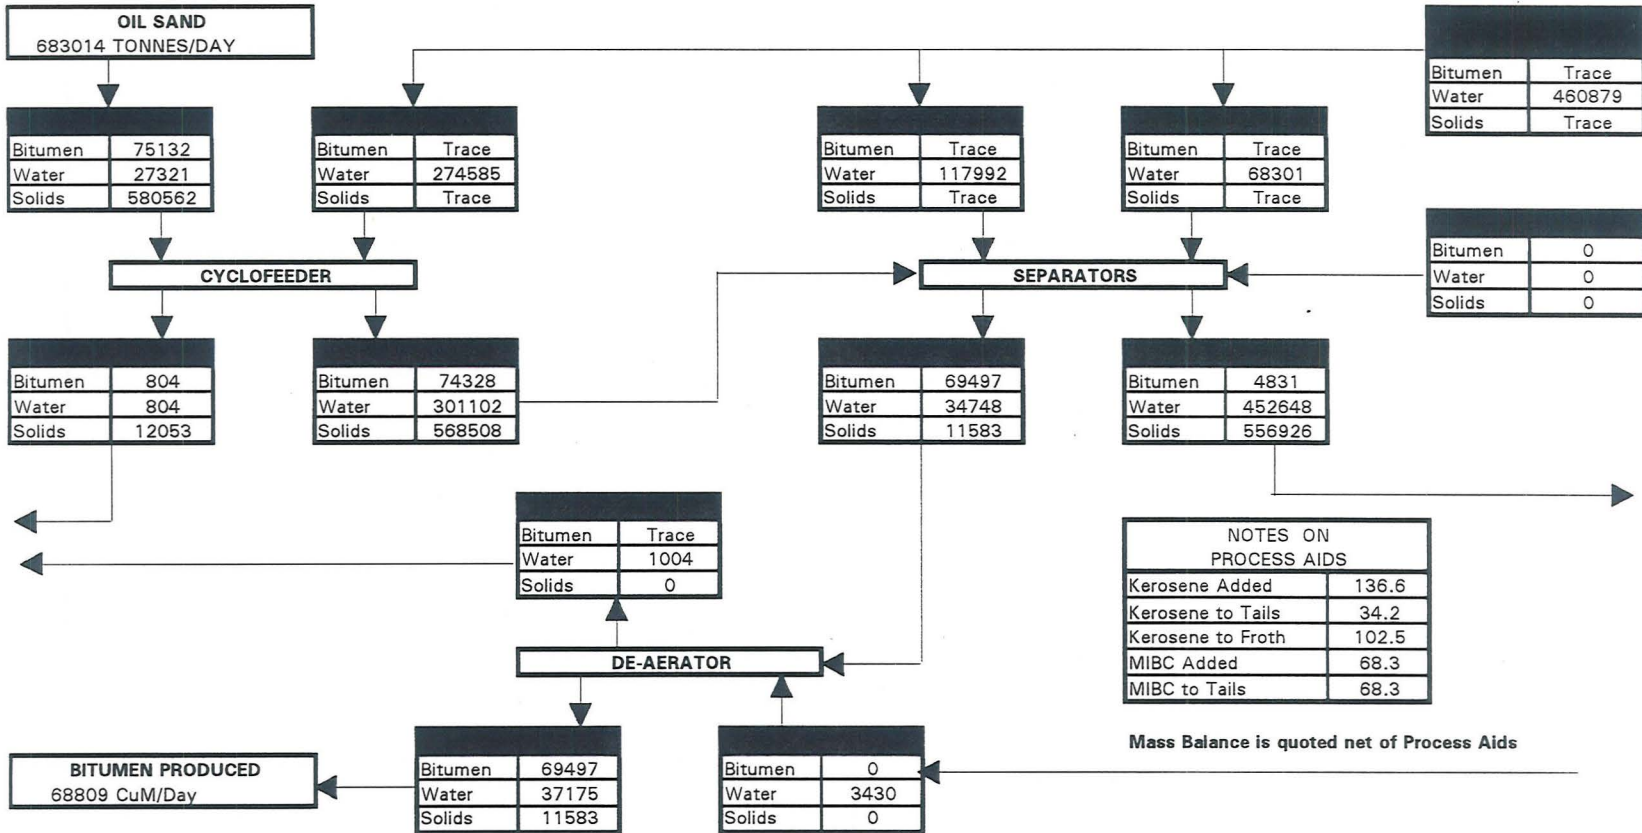 OIL SAND
683014 TONNES/DAY
Bitumen Trace
Water 460879
Solids Trace
Bitumen 75132
Water 27321
Solids 580562
Bitumen Trace
Water 274585
Solids Trace
Bitumen Trace
Water 117992
Solids Trace
Bitumen Trace
Water 68301
Solids Trace
Bitumen 0
Water 0
Solids 0
CYCLOFEEDER
SEPARATORS
Bitumen 804
Water 804
Solids 12053
Bitumen 74328
Water 301102
Solids 568508
Bitumen 69497
Water 34748
Solids 11583
Bitumen 4831
Water 452648
Solids 556926
Bitumen Trace
Water 1004
Solids 0
NOTES ON
PROCESS AIDS
Kerosene Added 136.6
Kerosene to Tails 34.2
Kerosene to Froth 102.5
MIBC Added 68.3
MIBC to Tails 68.3
DE-AERATOR
Mass Balance is quoted net of Process Aids
BITUMEN PRODUCED
68809 CuM/Day
Bitumen 69497
Water 37175
Solids 11583
Bitumen 0
Water 3430
Solids 0